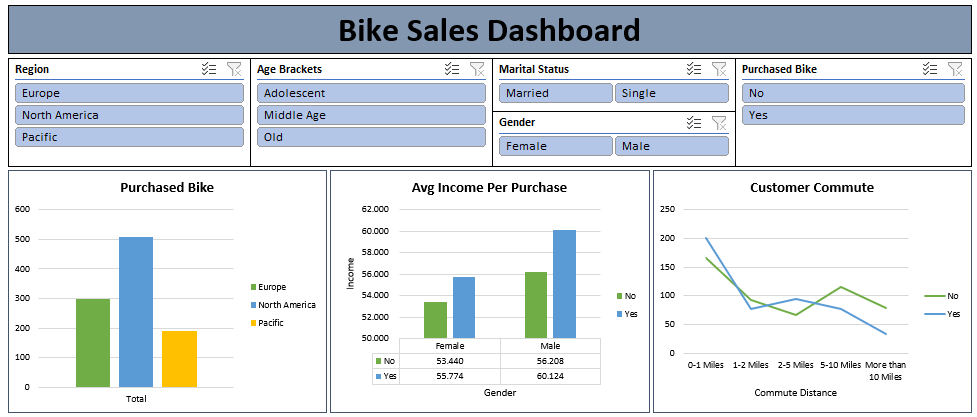 Bike Sales Dashboard
Region
Europe
North America
Pacific
Age Brackets
Adolescent
Middle Age
Old
Marital Status
Married Single
Gender
Female Male
Purchased Bike
No
Yes
Purchased Bike
600
500
400
300
200
100
0
Total
Europe
North America
Pacific
Avg Income Per Purchase
62.000
60.000
58.000
56.000
54.000
52.000
50.000
Income
Female Male
No 53.440 56.208
Yes 55.774 60.124
Gender
No
Yes
Customer Commute
250
200
150
100
50
0
0-1 Miles 1-2 Miles 2-5 Miles 5-10 Miles More than
10 Miles
Commute Distance
No
Yes